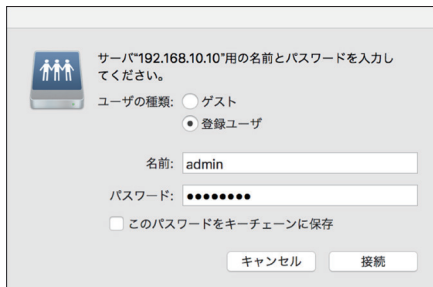 サーバ“192.168.10.10”用の名前とパスワードを入力し
てください。
ユーザの種類: ゲスト
登録ユーザ
名前: admin
パスワード: ●●●●●●●●
このパスワードをキーチェーンに保存
キャンセル 接続